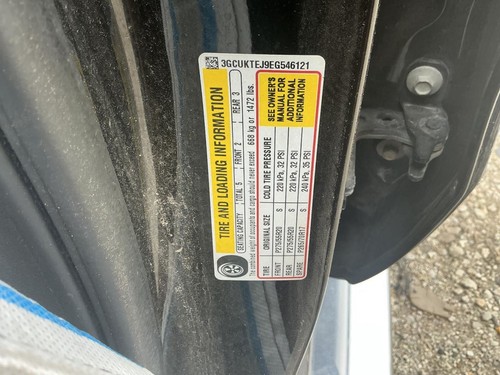 3GCUKTEJ9EG546121
TIRE AND LOADING INFORMATION
SEATING CAPACITY TOTAL 5 FRONT 2 REAR 3
The combined weight of occupants and cargo should never exceed 668 kg or 1472 lbs.
TIRE ORIGINAL SIZE COLD TIRE PRESSURE
FRONT P275/55R20 S 220 kPa, 32 PSI
REAR P275/55R20 S 220 kPa, 32 PSI
SPARE P265/70R17 S 240 kPa, 35 PSI
SEE OWNER'S
MANUAL FOR
ADDITIONAL
INFORMATION